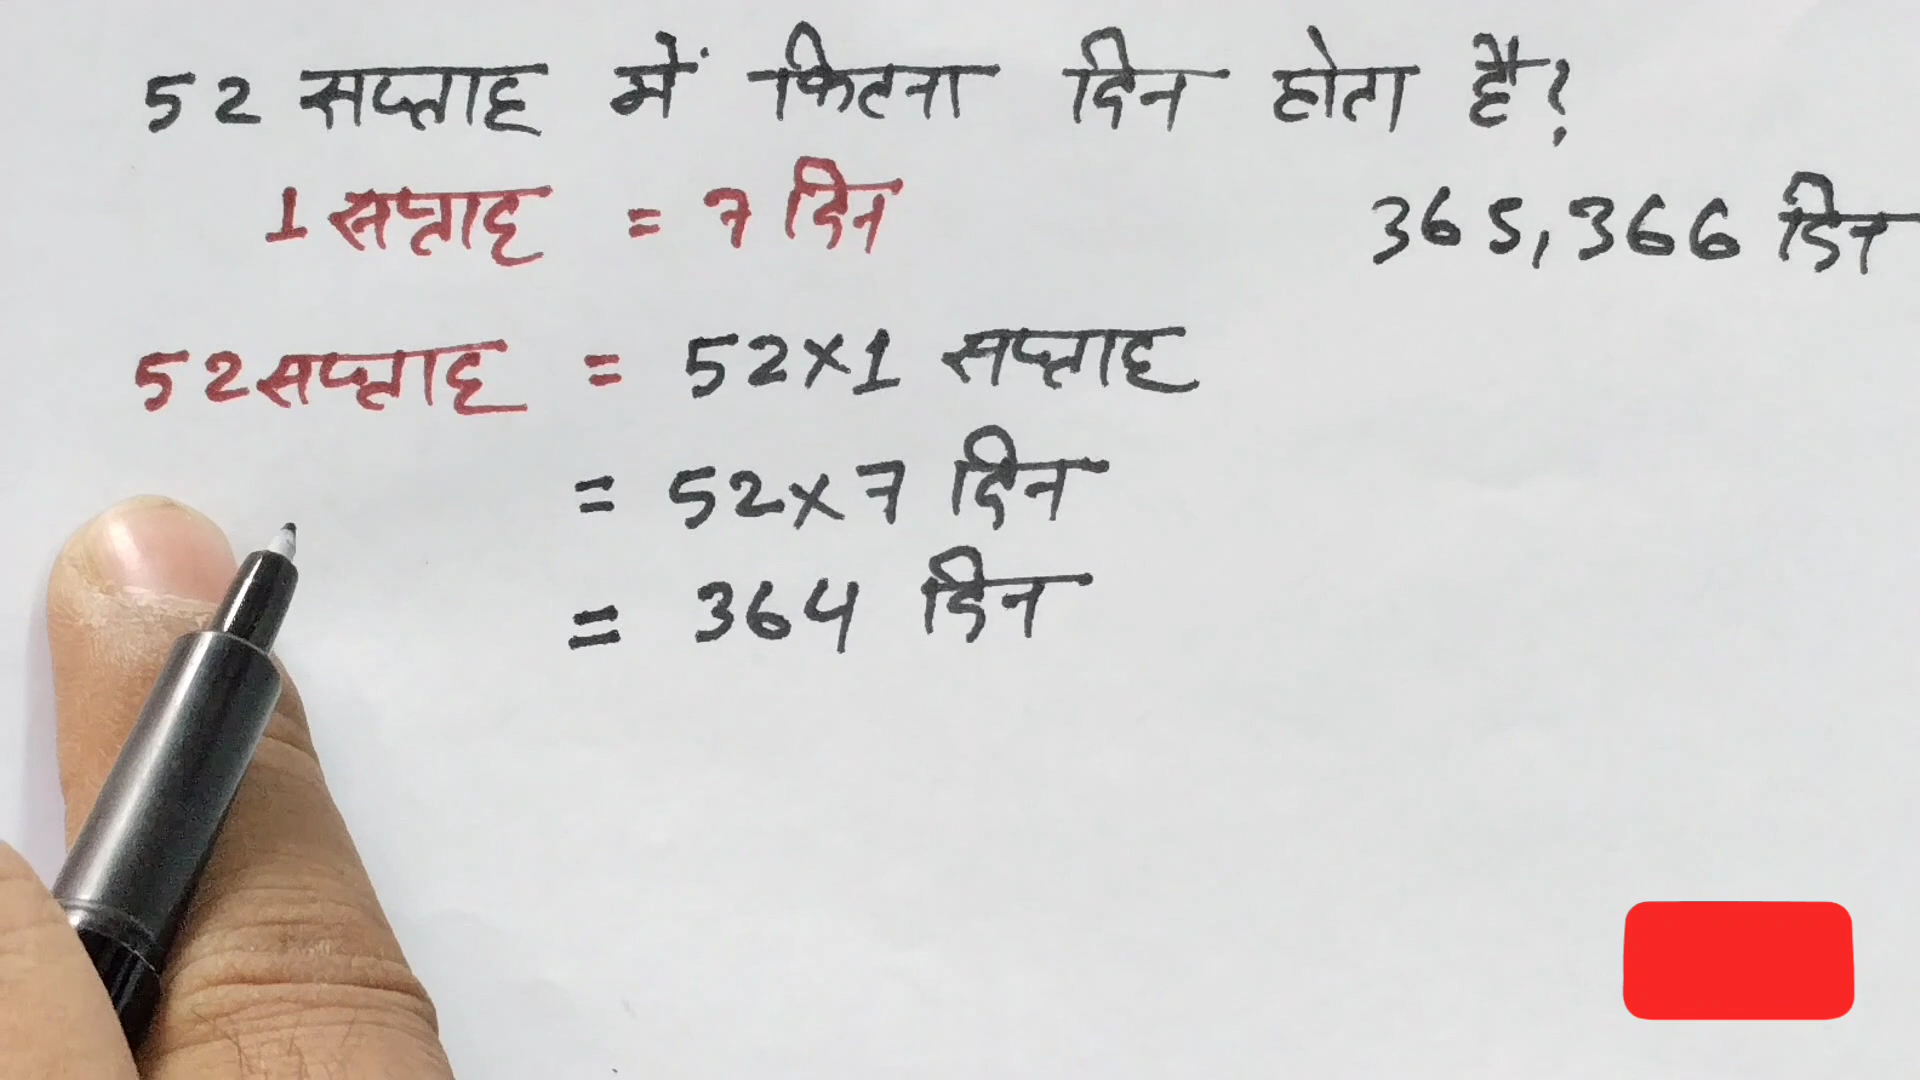 52 सप्ताह में कितना दिन होता है?
1 सप्ताह = 7 दिन
365, 366 दिन
52 सप्ताह = 52×1 सप्ताह
= 52×7 दिन
= 364 दिन